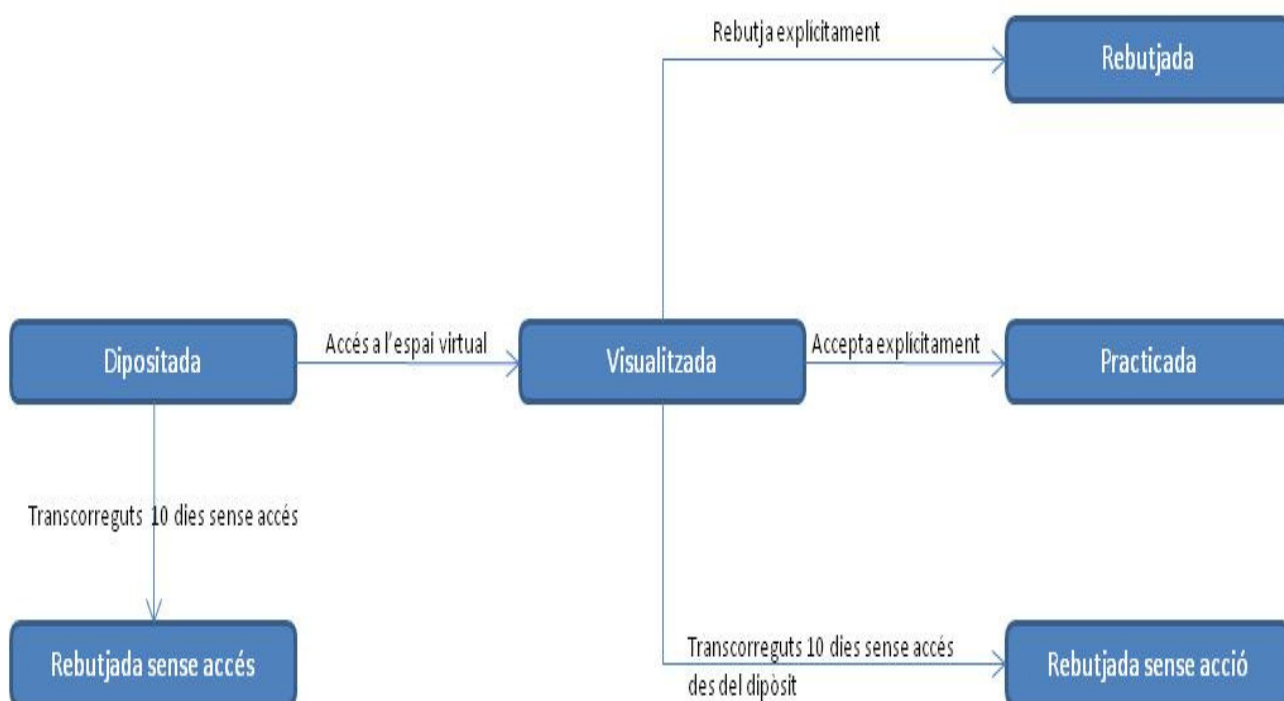 Rebutja explícitament
Rebutjada
Dipositada
Accés a l'espai virtual
Visualitzada
Accepta explícitament
Practicada
Transcorreguts 10 dies sense accés
Rebutjada sense accés
Transcorreguts 10 dies sense accés
des del dipòsit
Rebutjada sense acció